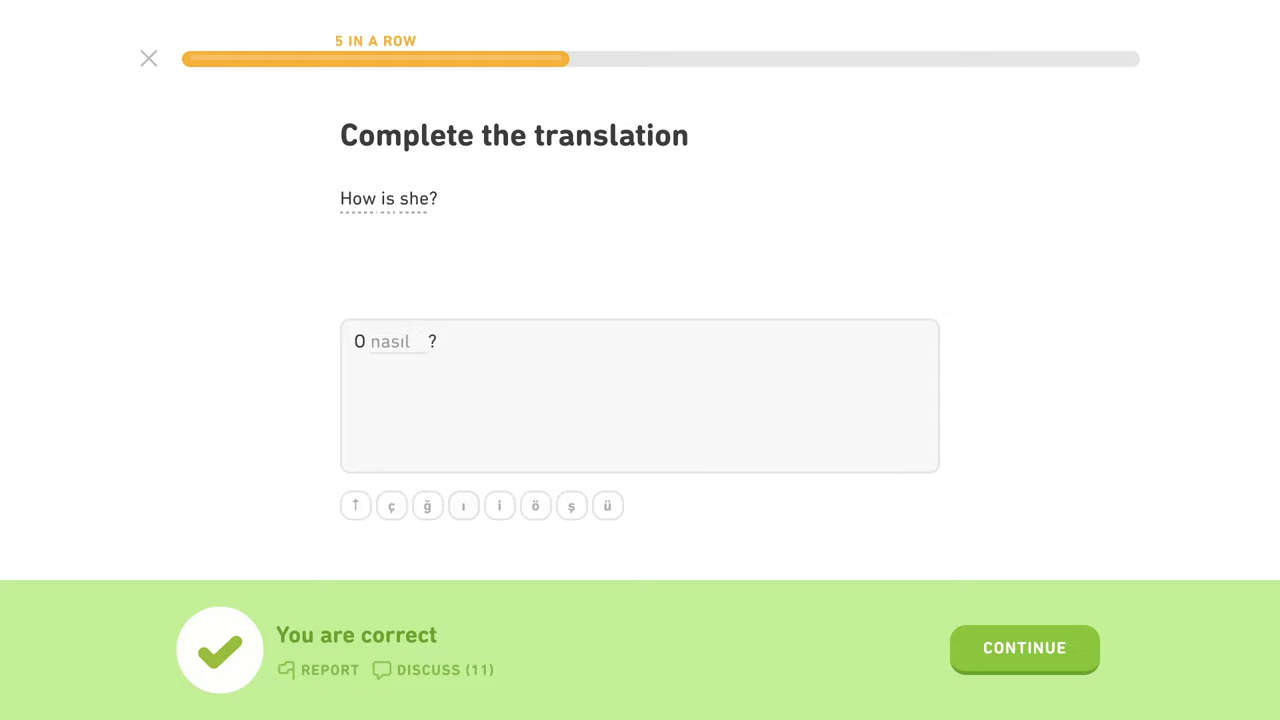 5 IN A ROW
Complete the translation
How is she?
O nasıl ?
↑ ç ğ ı i ö ş ü
You are correct
REPORT DISCUSS (11)
CONTINUE